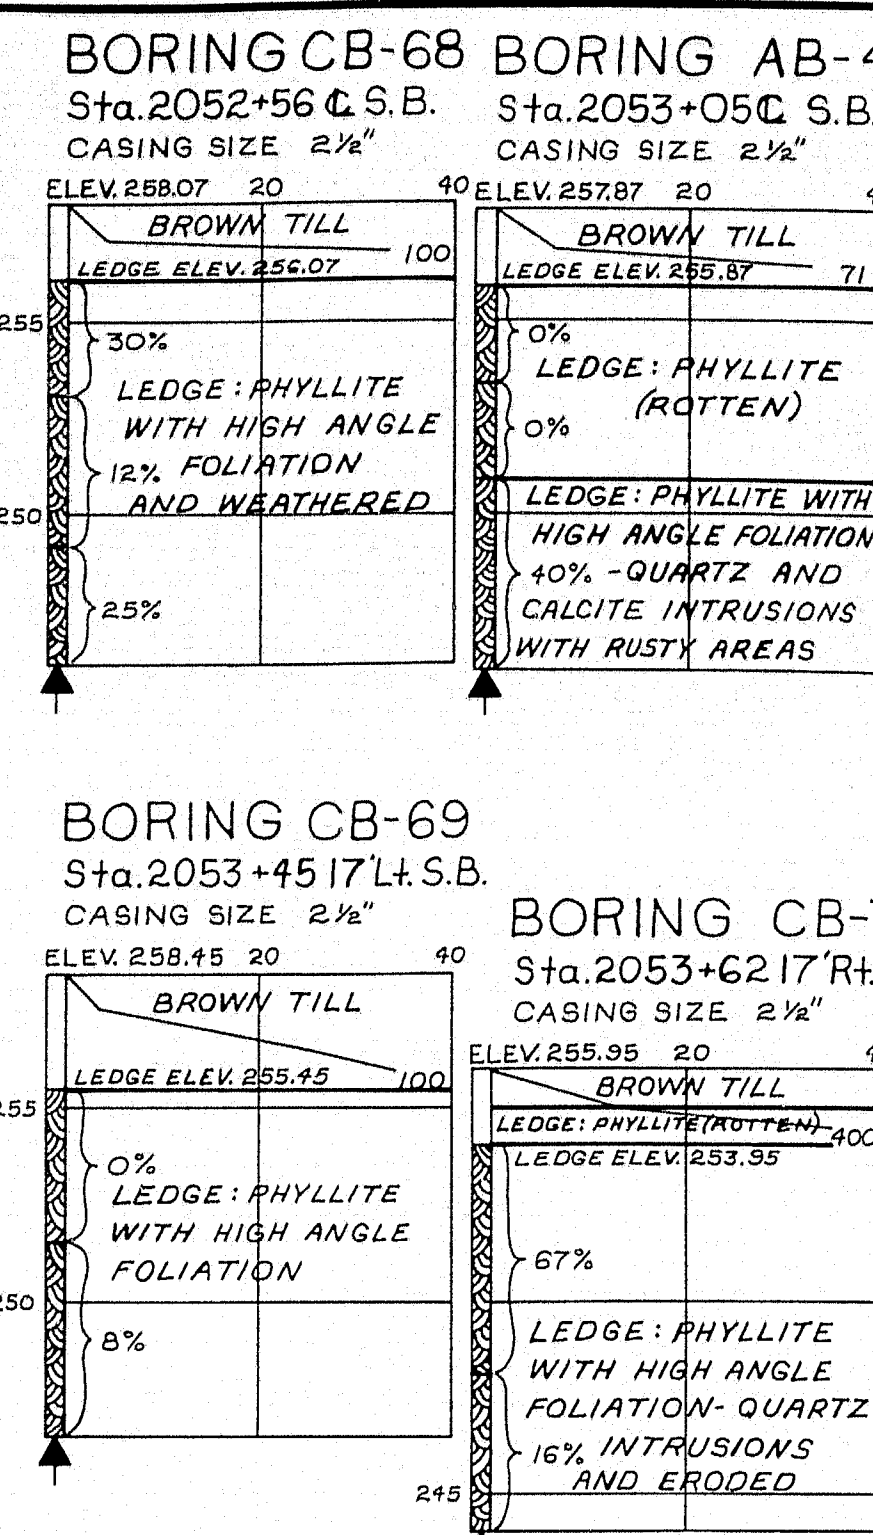 BORING CB-68
Sta.2052+56 ℄ S.B.
CASING SIZE 2½"
ELEV. 258.07 20 40
BROWN TILL
100
LEDGE ELEV. 256.07
255
30%
LEDGE: PHYLLITE
WITH HIGH ANGLE
12% FOLIATION
AND WEATHERED
250
25%
BORING AB-4
Sta.2053+05 ℄ S.B.
CASING SIZE 2½"
ELEV. 257.87 20 4
BROWN TILL
LEDGE ELEV. 255.87 71
0%
LEDGE: PHYLLITE
(ROTTEN)
0%
LEDGE: PHYLLITE WITH
HIGH ANGLE FOLIATION
40% -QUARTZ AND
CALCITE INTRUSIONS
WITH RUSTY AREAS
BORING CB-69
Sta.2053+45 17'Lt. S.B.
CASING SIZE 2½"
ELEV. 258.45 20 40
BROWN TILL
LEDGE ELEV. 255.45 100
255
0%
LEDGE: PHYLLITE
WITH HIGH ANGLE
FOLIATION
250
8%
BORING CB-
Sta.2053+62 17'Rt.
CASING SIZE 2½"
ELEV. 255.95 20 4
BROWN TILL
LEDGE: PHYLLITE (ROTTEN) 400
LEDGE ELEV. 253.95
67%
LEDGE: PHYLLITE
WITH HIGH ANGLE
FOLIATION- QUARTZ
16% INTRUSIONS
AND ERODED
245